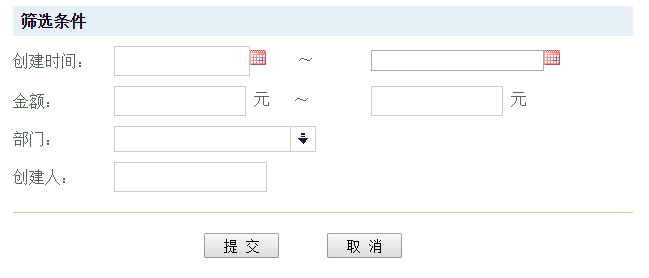 筛选条件
创建时间： ～
金额： 元 ～ 元
部门：
创建人：
提 交 取 消